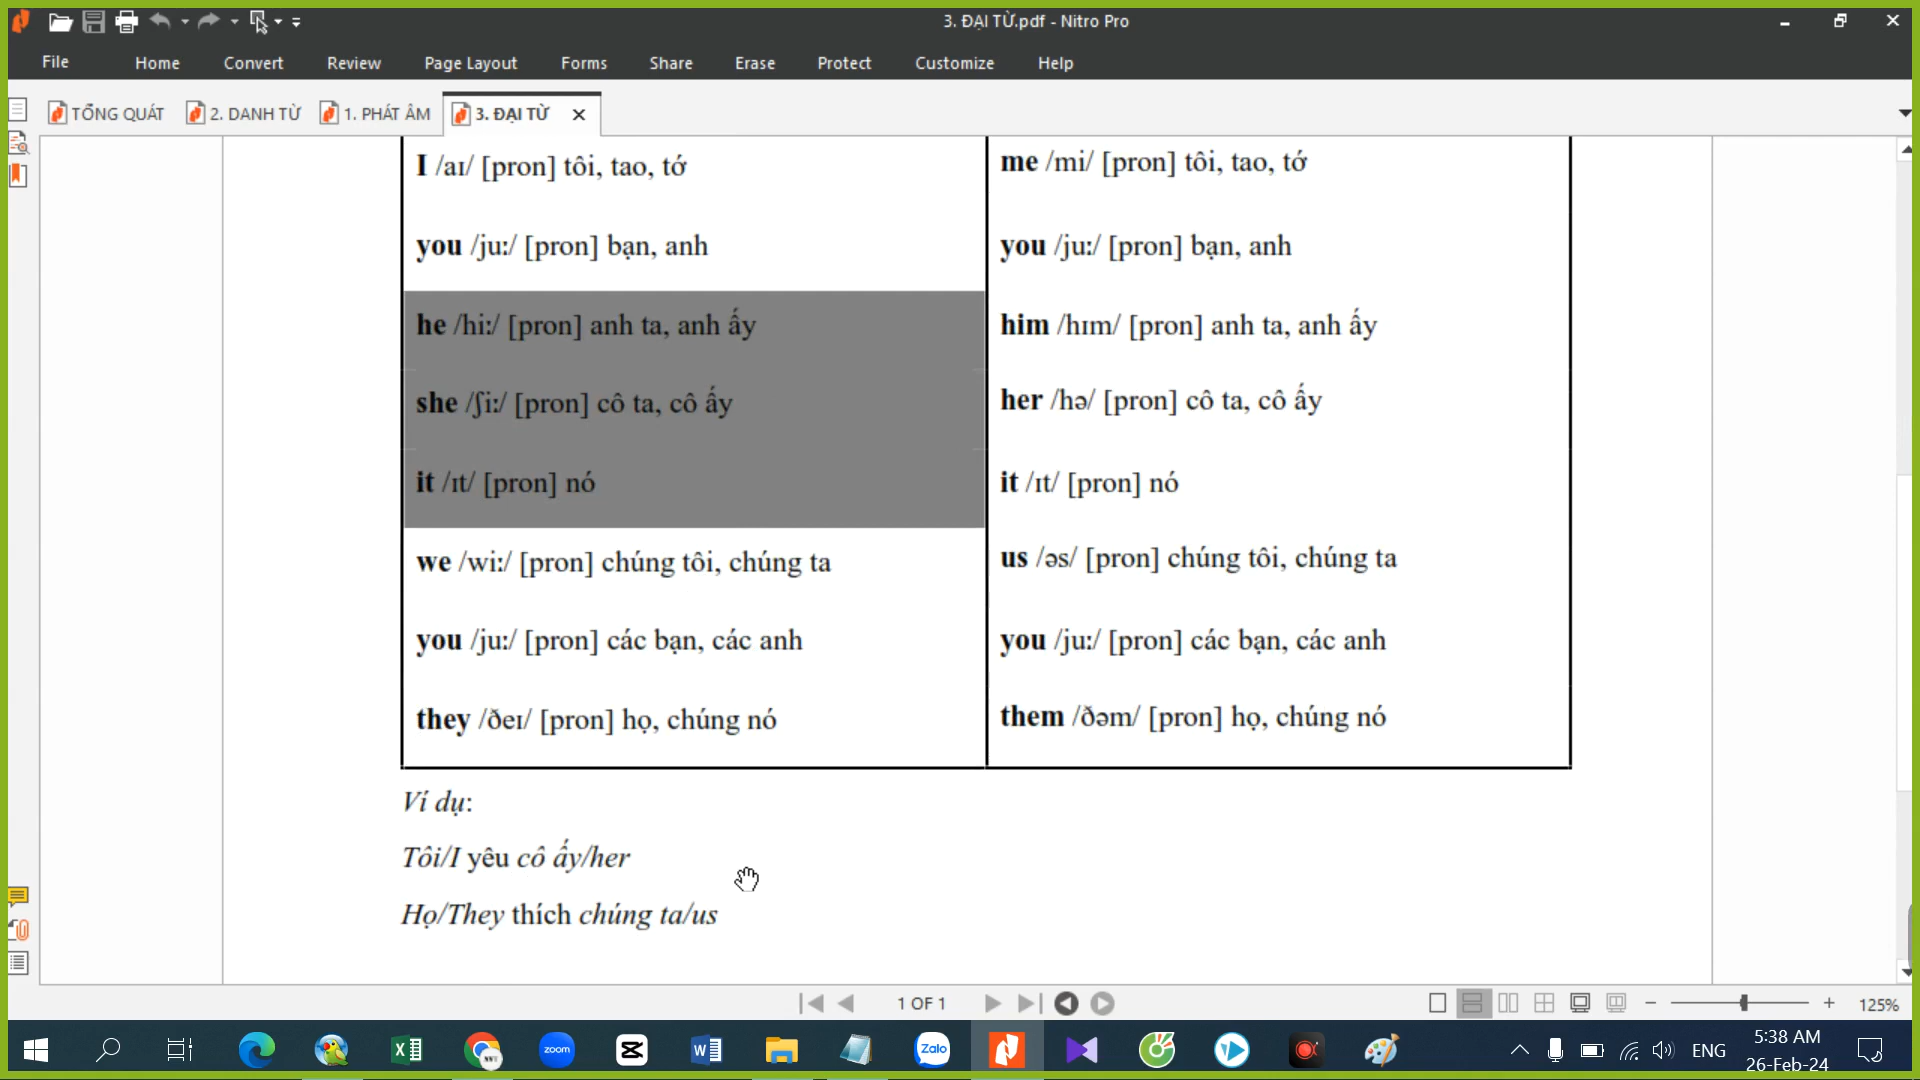 3. ĐẠI TỪ.pdf - Nitro Pro
File Home Convert Review Page Layout Forms Share Erase Protect Customize Help
TỔNG QUÁT 2. DANH TỪ 1. PHÁT ÂM 3. ĐẠI TỪ
I /aɪ/ [pron] tôi, tao, tớ
me /mi/ [pron] tôi, tao, tớ
you /ju:/ [pron] bạn, anh
you /ju:/ [pron] bạn, anh
he /hi:/ [pron] anh ta, anh ấy
him /hɪm/ [pron] anh ta, anh ấy
she /ʃi:/ [pron] cô ta, cô ấy
her /hə/ [pron] cô ta, cô ấy
it /ɪt/ [pron] nó
it /ɪt/ [pron] nó
we /wi:/ [pron] chúng tôi, chúng ta
us /əs/ [pron] chúng tôi, chúng ta
you /ju:/ [pron] các bạn, các anh
you /ju:/ [pron] các bạn, các anh
they /ðeɪ/ [pron] họ, chúng nó
them /ðəm/ [pron] họ, chúng nó
Ví dụ:
Tôi/I yêu cô ấy/her
Họ/They thích chúng ta/us
1 OF 1
125%
zoom
Zalo
ENG
5:38 AM
26-Feb-24